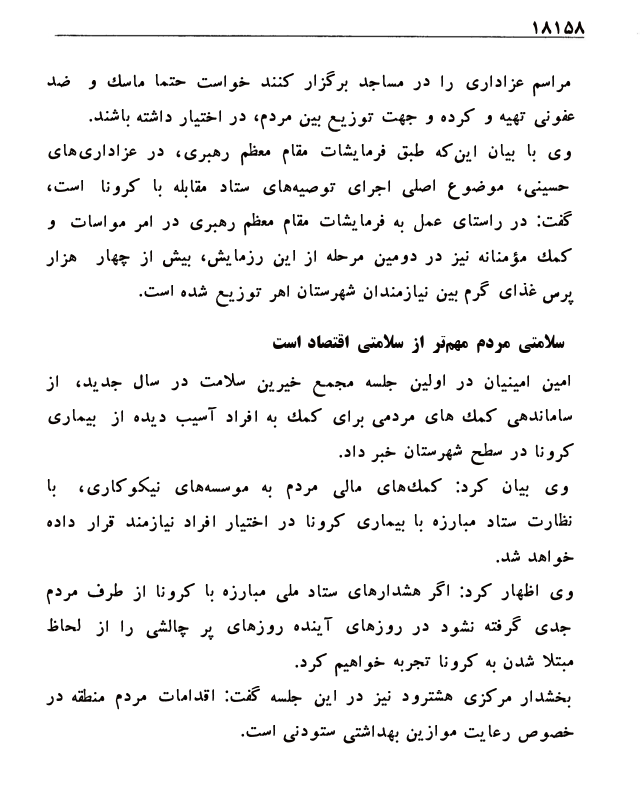 ۱۸۱۵۸
مراسم عزاداری را در مساجد برگزار کنند خواست حتما ماسك و ضد
عفونی تهیه و کرده و جهت توزیع بین مردم، در اختیار داشته باشند.
وی با بیان این‌که طبق فرمایشات مقام معظم رهبری، در عزاداری‌های
حسینی، موضوع اصلی اجرای توصیه‌های ستاد مقابله با کرونا است،
گفت: در راستای عمل به فرمایشات مقام معظم رهبری در امر مواسات و
کمك مؤمنانه نیز در دومین مرحله از این رزمایش، بیش از چهار هزار
پرس غذای گرم بین نیازمندان شهرستان اهر توزیع شده است.
سلامتی مردم مهم‌تر از سلامتی اقتصاد است
امین امینیان در اولین جلسه مجمع خیرین سلامت در سال جدید، از
ساماندهی کمك های مردمی برای کمك به افراد آسیب دیده از بیماری
کرونا در سطح شهرستان خبر داد.
وی بیان کرد: کمك‌های مالی مردم به موسسه‌های نیکوکاری، با
نظارت ستاد مبارزه با بیماری کرونا در اختیار افراد نیازمند قرار داده
خواهد شد.
وی اظهار کرد: اگر هشدارهای ستاد ملی مبارزه با کرونا از طرف مردم
جدی گرفته نشود در روزهای آینده روزهای پر چالشی را از لحاظ
مبتلا شدن به کرونا تجربه خواهیم کرد.
بخشدار مرکزی هشترود نیز در این جلسه گفت: اقدامات مردم منطقه در
خصوص رعایت موازین بهداشتی ستودنی است.